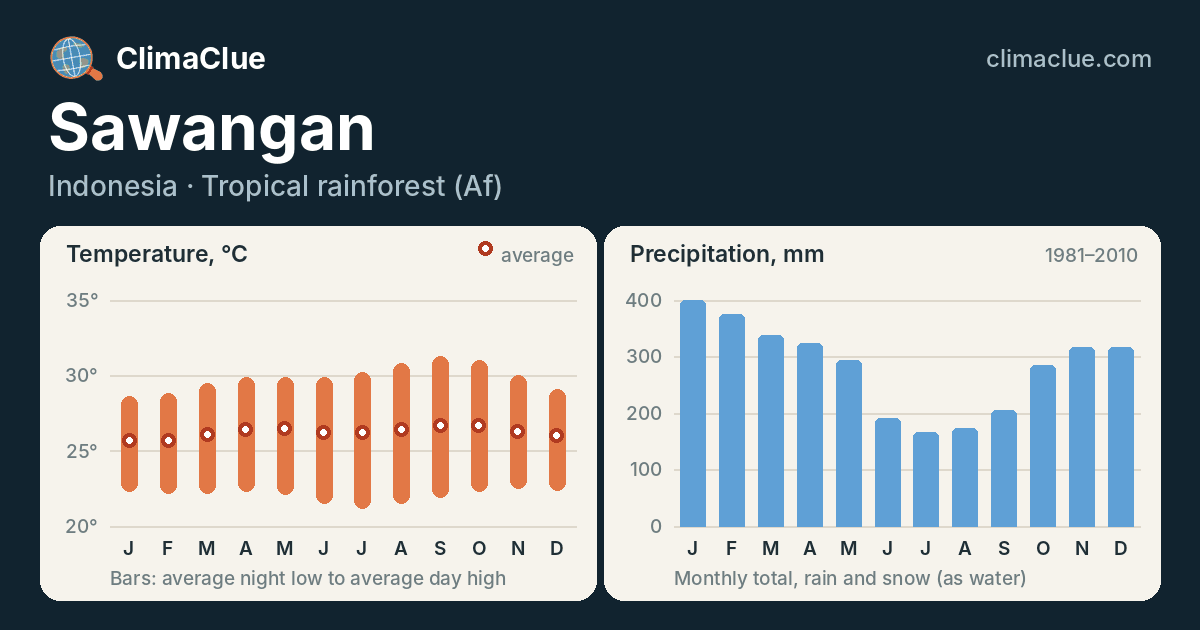 ClimaClue
climaclue.com
Sawangan
Indonesia · Tropical rainforest (Af)
Temperature, °C
average
35°
30°
25°
20°
J F M A M J J A S O N D
Bars: average night low to average day high
Precipitation, mm
1981–2010
400
300
200
100
0
J F M A M J J A S O N D
Monthly total, rain and snow (as water)